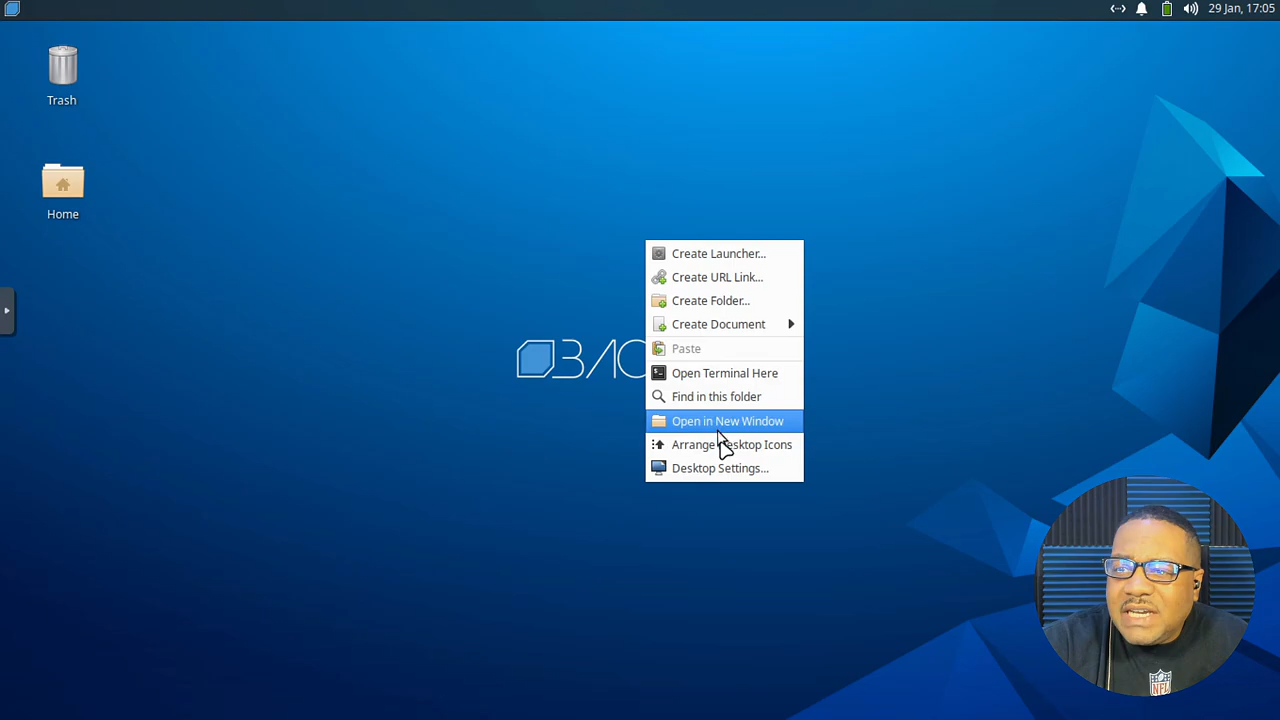 29 Jan, 17:05
Trash
Home
Create Launcher...
Create URL Link...
Create Folder...
Create Document
Paste
Open Terminal Here
Find in this folder
Open in New Window
Arrange Desktop Icons
Desktop Settings...
NFL